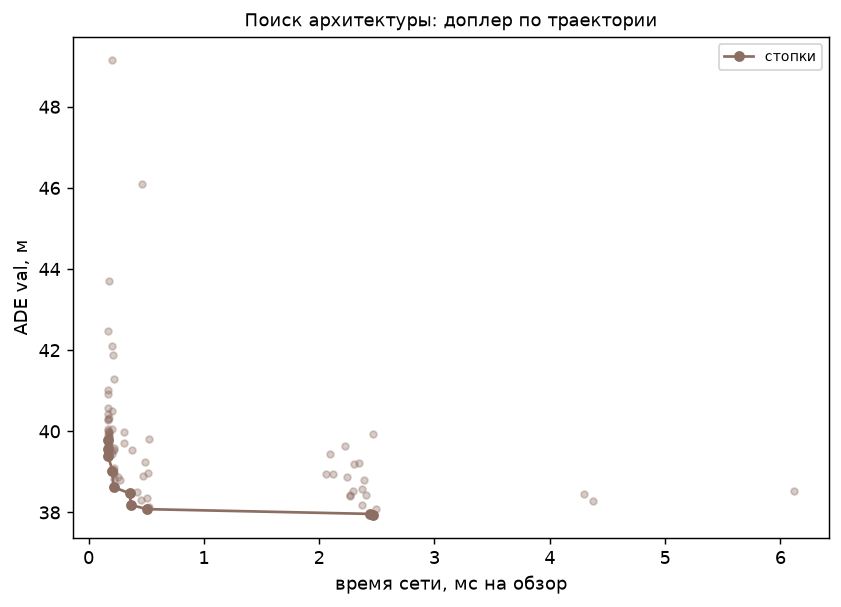 Поиск архитектуры: доплер по траектории
стопки
ADE val, м
48
46
44
42
40
38
0 1 2 3 4 5 6
время сети, мс на обзор